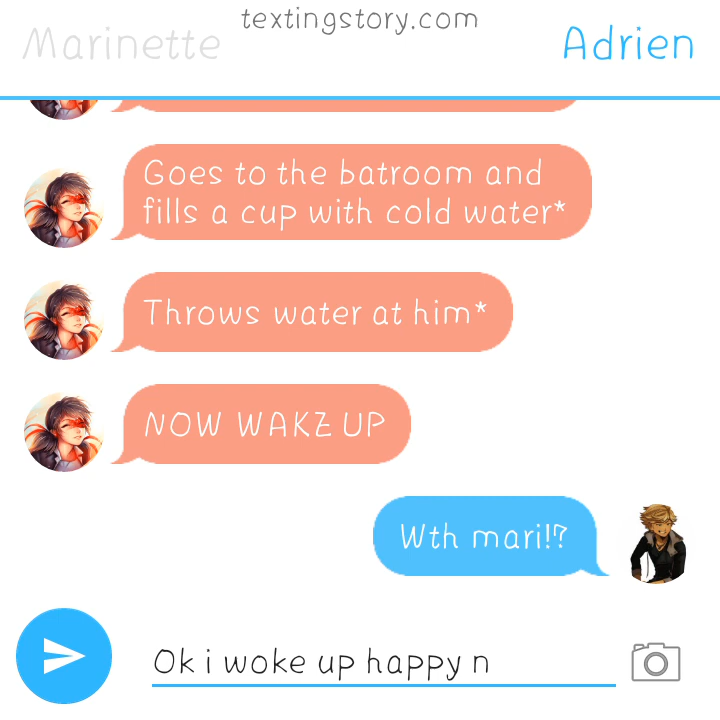 textingstory.com
Marinette
Adrien
Goes to the batroom and
fills a cup with cold water*
Throws water at him*
NOW WAKE UP
Wth mari!?
Ok i woke up happy n